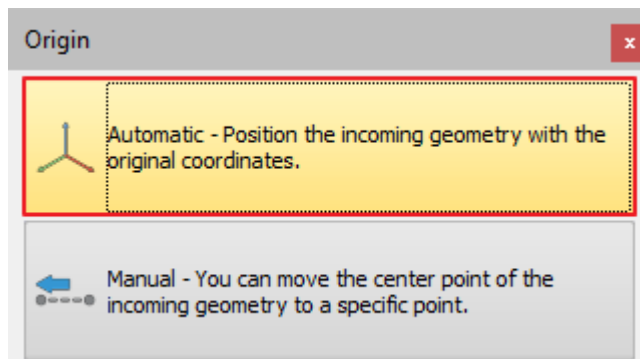 Origin
x
Automatic - Position the incoming geometry with the
original coordinates.
Manual - You can move the center point of the
incoming geometry to a specific point.